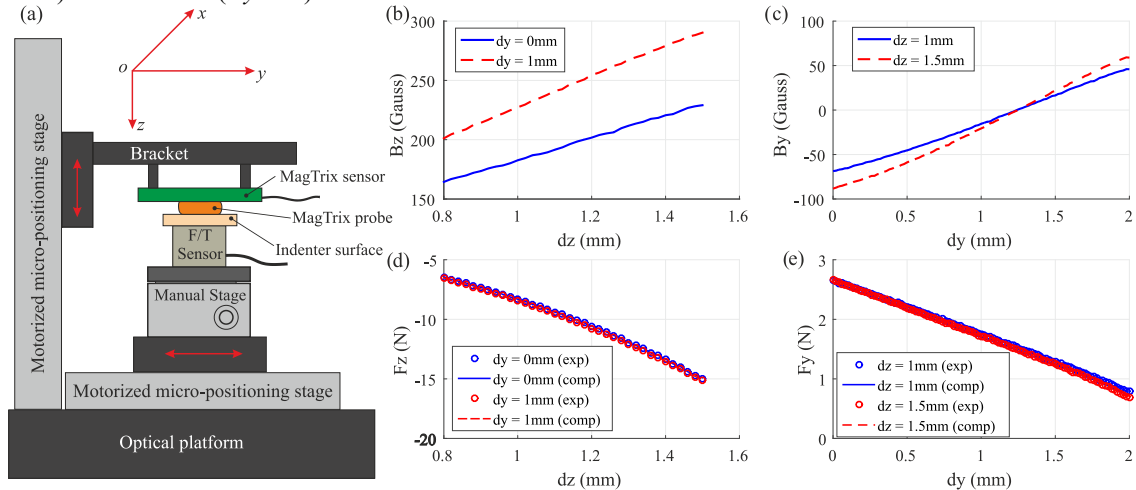 (a)
x
o
y
z
Motorized micro-positioning stage
Bracket
MagTrix sensor
MagTrix probe
Indenter surface
F/T
Sensor
Manual Stage
Motorized micro-positioning stage
Optical platform
(b)
300
250
200
150
Bz (Gauss)
dy = 0mm
dy = 1mm
0.8
1
1.2
1.4
1.6
dz (mm)
(c)
100
50
0
-50
-100
By (Gauss)
dz = 1mm
dz = 1.5mm
0
0.5
1
1.5
2
dy (mm)
(d)
-5
-10
-15
-20
Fz (N)
dy = 0mm (exp)
dy = 0mm (comp)
dy = 1mm (exp)
dy = 1mm (comp)
0.8
1
1.2
1.4
1.6
dz (mm)
(e)
3
2
1
0
Fy (N)
dz = 1mm (exp)
dz = 1mm (comp)
dz = 1.5mm (exp)
dz = 1.5mm (comp)
0
0.5
1
1.5
2
dy (mm)